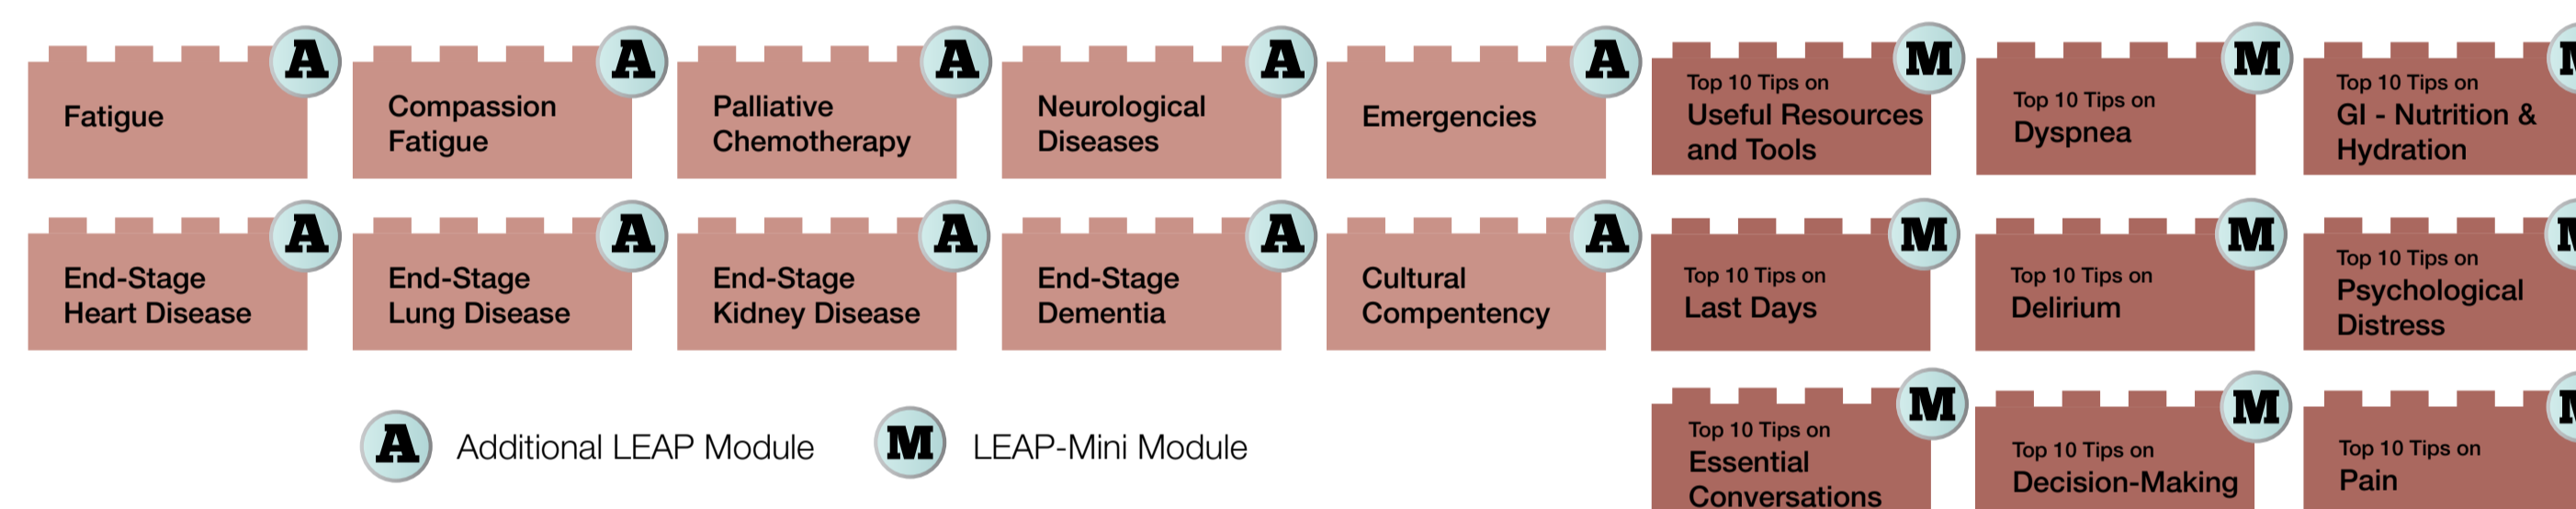 A
Fatigue
A
Compassion
Fatigue
A
Palliative
Chemotherapy
A
Neurological
Diseases
A
Emergencies
M
Top 10 Tips on
Useful Resources
and Tools
M
Top 10 Tips on
Dyspnea
M
Top 10 Tips on
GI - Nutrition &
Hydration
A
End-Stage
Heart Disease
A
End-Stage
Lung Disease
A
End-Stage
Kidney Disease
A
End-Stage
Dementia
A
Cultural
Compentency
M
Top 10 Tips on
Last Days
M
Top 10 Tips on
Delirium
M
Top 10 Tips on
Psychological
Distress
A Additional LEAP Module
M LEAP-Mini Module
M
Top 10 Tips on
Essential
Conversations
M
Top 10 Tips on
Decision-Making
M
Top 10 Tips on
Pain